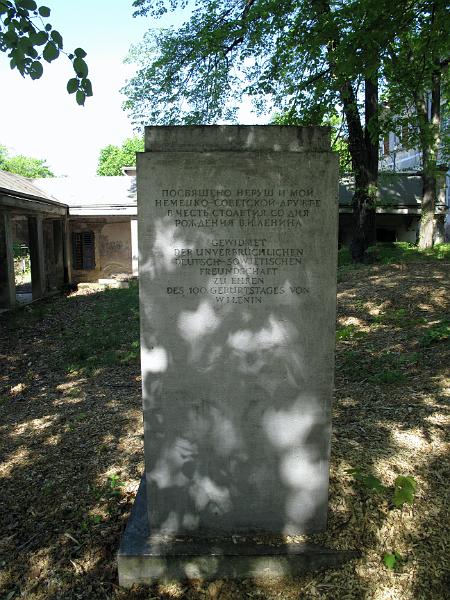 ПОСВЯЩЕНО НЕРУШИМОЙ
НЕМЕЦКО-СОВЕТСКОЙ ДРУЖБЕ
В ЧЕСТЬ СТОЛЕТИЯ СО ДНЯ
РОЖДЕНИЯ В.И.ЛЕНИНА
GEWIDMET
DER UNVERBRÜCHLICHEN
DEUTSCH-SOWJETISCHEN
FREUNDSCHAFT
ZU EHREN
DES 100. GEBURTSTAGES VON
W.I.LENIN